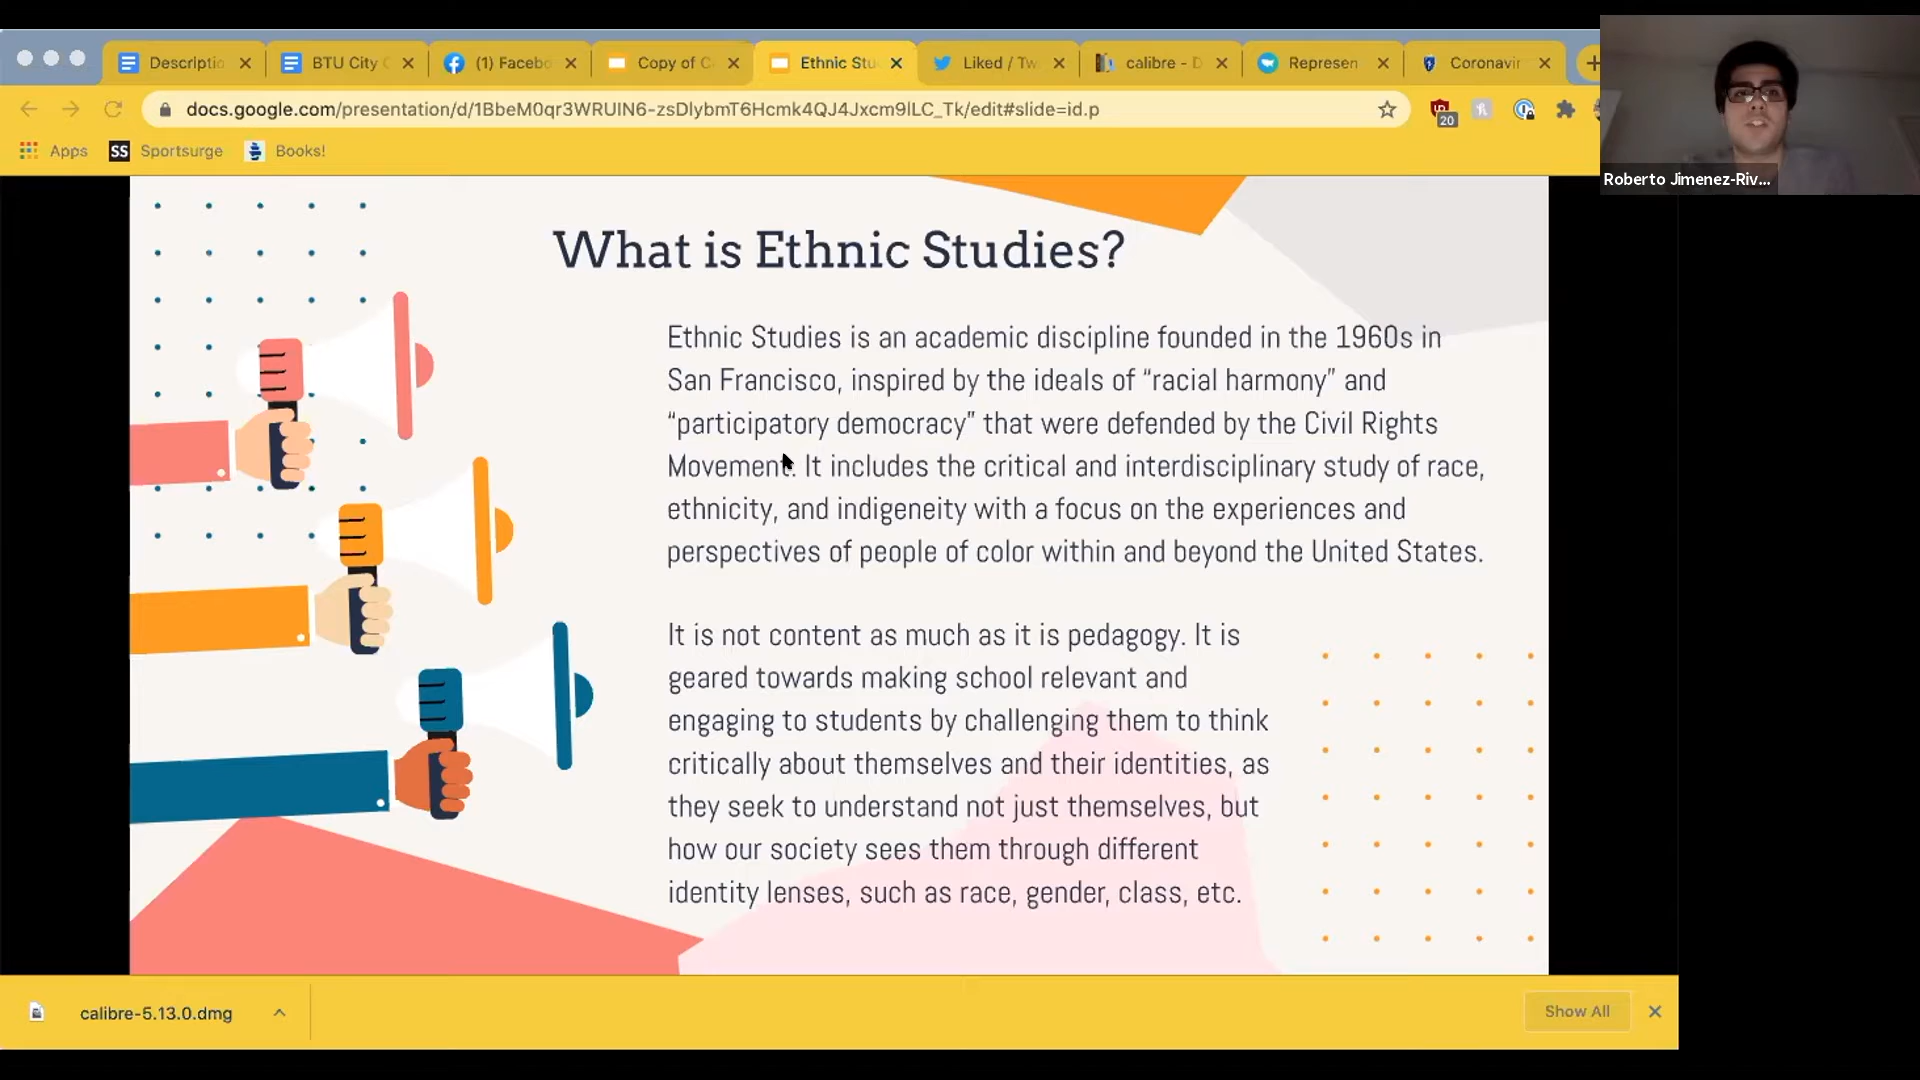 Descriptio
BTU City C
(1) Facebo
Copy of C
Ethnic Stu
Liked / Tw
calibre - D
Represen
Coronavir
docs.google.com/presentation/d/1BbeM0qr3WRUlN6-zsDlybmT6Hcmk4QJ4Jxcm9lLC_Tk/edit#slide=id.p
20
Apps
SS Sportsurge
Books!
Roberto Jimenez-Riv...
What is Ethnic Studies?
Ethnic Studies is an academic discipline founded in the 1960s in
San Francisco, inspired by the ideals of “racial harmony” and
“participatory democracy” that were defended by the Civil Rights
Movement. It includes the critical and interdisciplinary study of race,
ethnicity, and indigeneity with a focus on the experiences and
perspectives of people of color within and beyond the United States.
It is not content as much as it is pedagogy. It is
geared towards making school relevant and
engaging to students by challenging them to think
critically about themselves and their identities, as
they seek to understand not just themselves, but
how our society sees them through different
identity lenses, such as race, gender, class, etc.
calibre-5.13.0.dmg
Show All